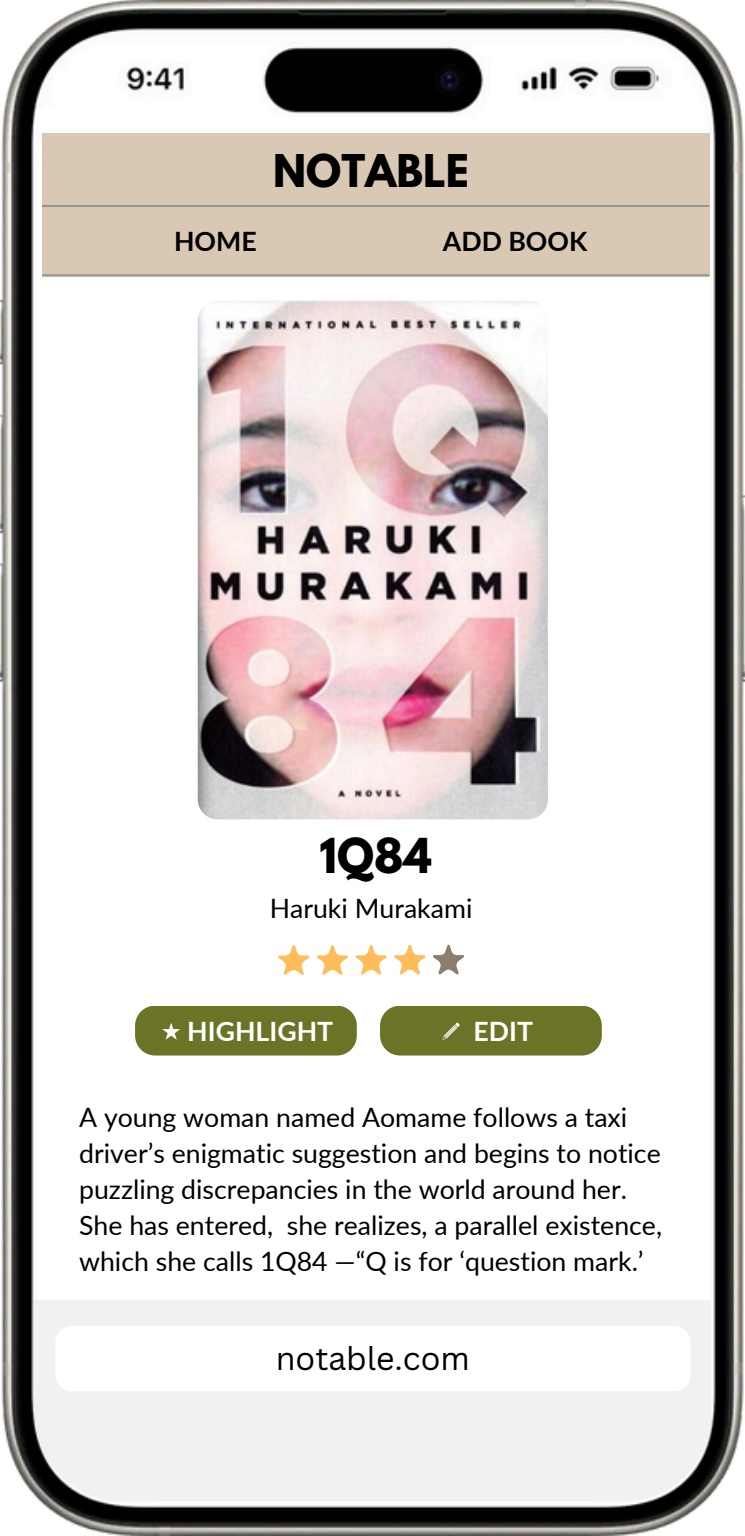 9:41
NOTABLE
HOME ADD BOOK
INTERNATIONAL BEST SELLER
1Q
HARUKI
MURAKAMI
84
A NOVEL
1Q84
Haruki Murakami
★ HIGHLIGHT EDIT
A young woman named Aomame follows a taxi
driver’s enigmatic suggestion and begins to notice
puzzling discrepancies in the world around her.
She has entered,  she realizes, a parallel existence,
which she calls 1Q84 —“Q is for ‘question mark.’
notable.com